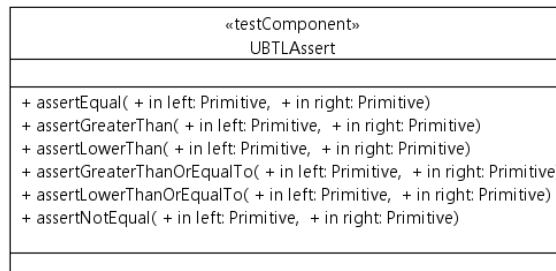 «testComponent»
UBTLAssert
+ assertEqual( + in left: Primitive,  + in right: Primitive)
+ assertGreaterThan( + in left: Primitive,  + in right: Primitive)
+ assertLowerThan( + in left: Primitive,  + in right: Primitive)
+ assertGreaterThanOrEqualTo( + in left: Primitive,  + in right: Primitive
+ assertLowerThanOrEqualTo( + in left: Primitive,  + in right: Primitive)
+ assertNotEqual( + in left: Primitive,  + in right: Primitive)